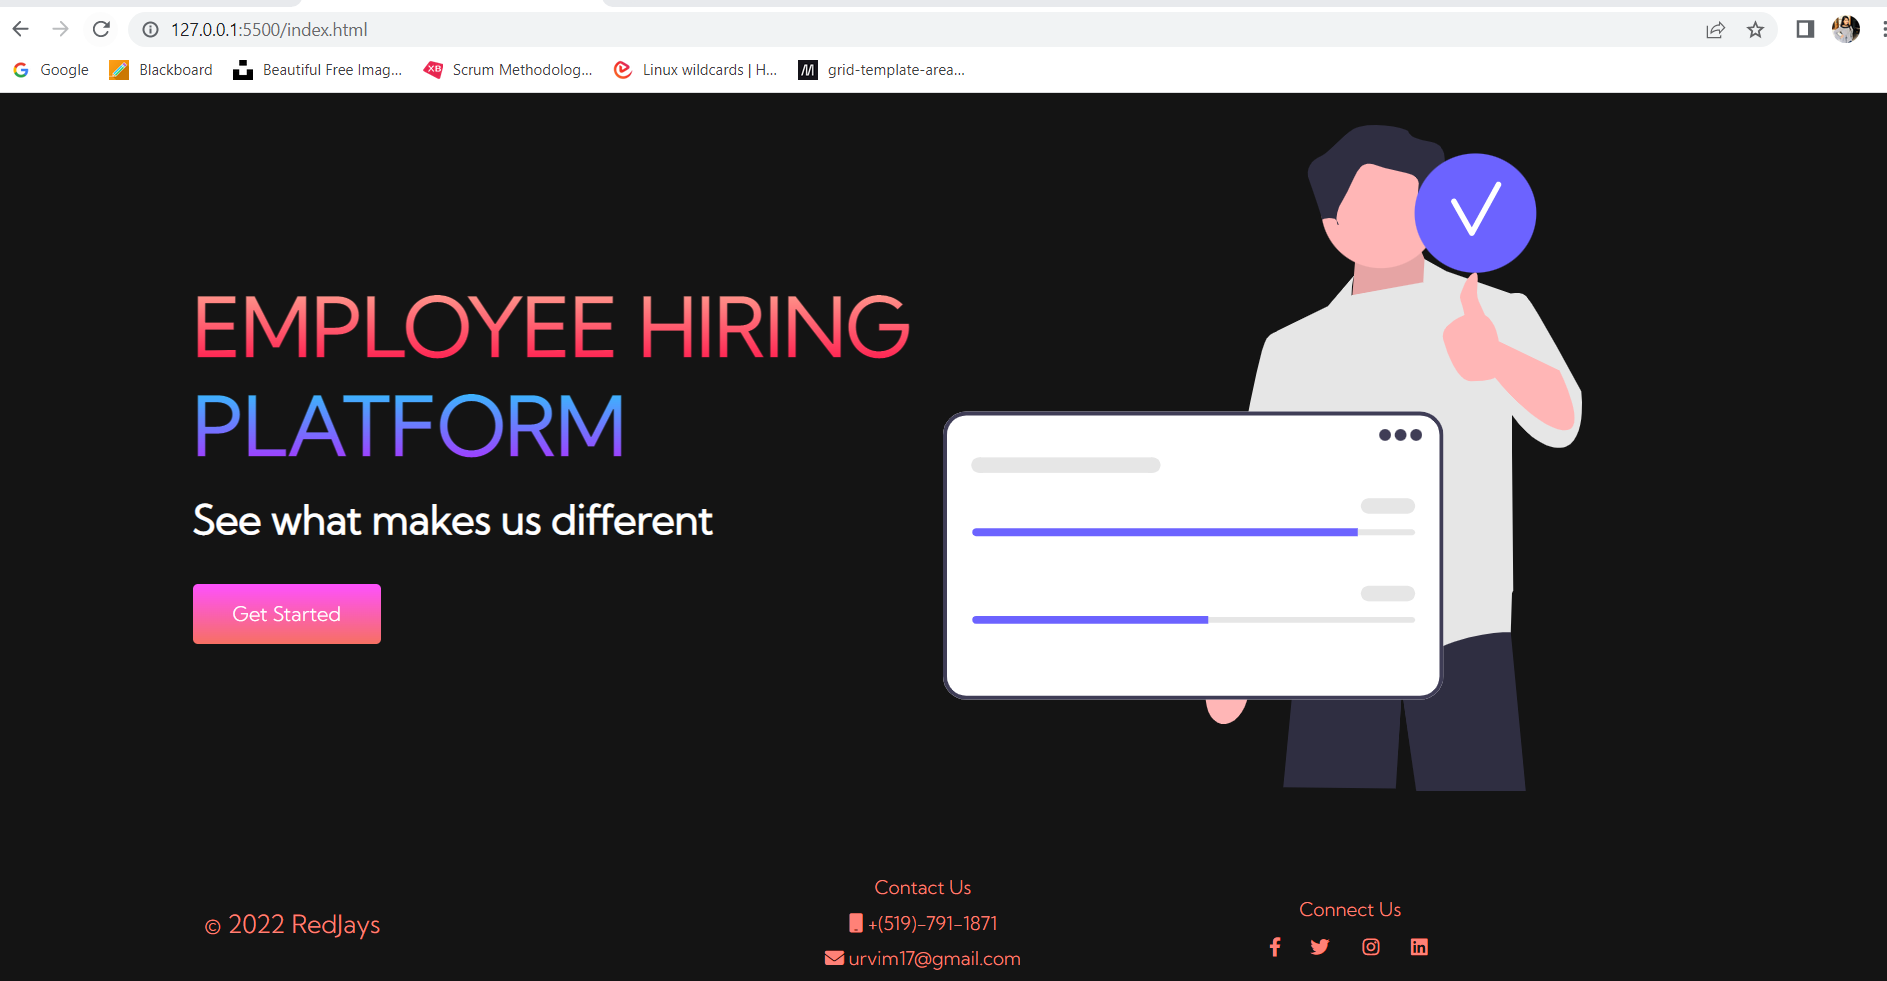 127.0.0.1:5500/index.html
Google
Blackboard
Beautiful Free Imag...
Scrum Methodolog...
Linux wildcards | H...
grid-template-area...
EMPLOYEE HIRING
PLATFORM
See what makes us different
Get Started
© 2022 RedJays
Contact Us
+(519)-791-1871
urvim17@gmail.com
Connect Us